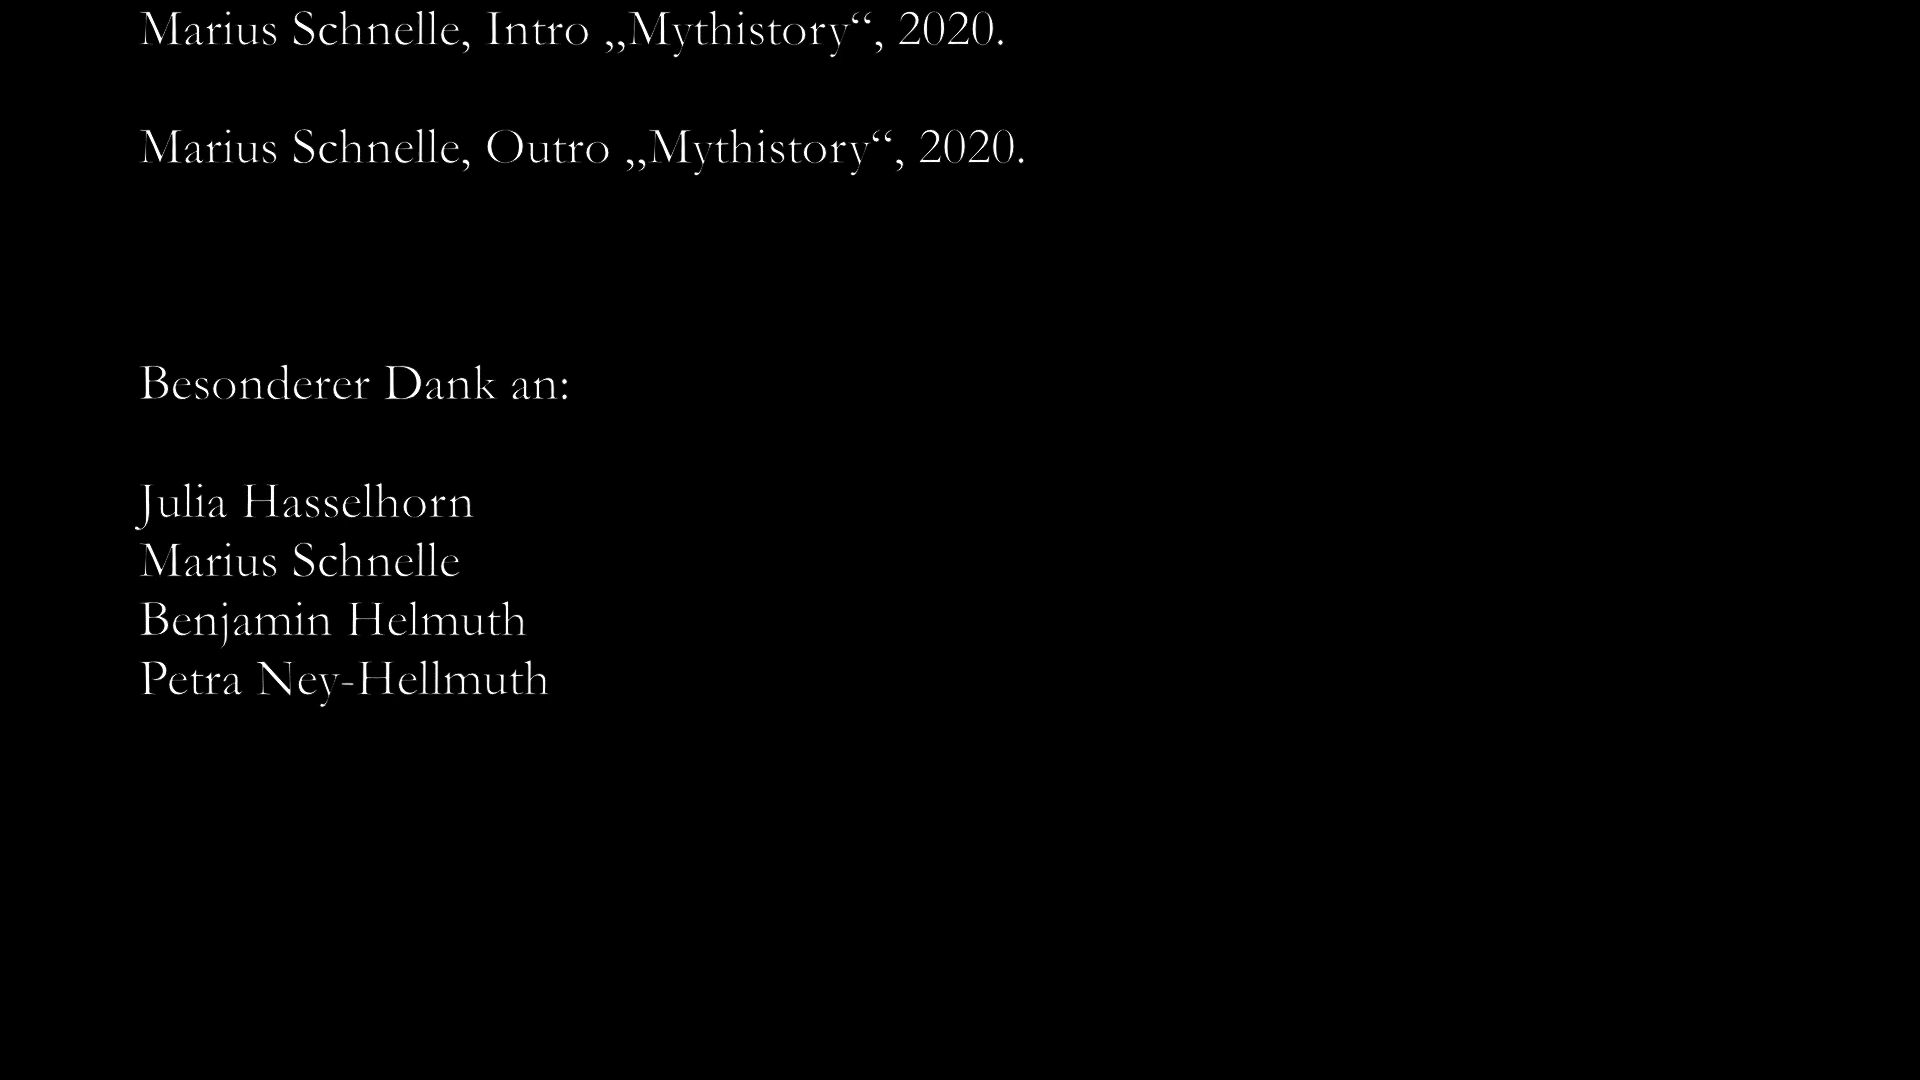 Marius Schnelle, Intro „Mythistory“, 2020.
Marius Schnelle, Outro „Mythistory“, 2020.
Besonderer Dank an:
Julia Hasselhorn
Marius Schnelle
Benjamin Helmuth
Petra Ney-Hellmuth